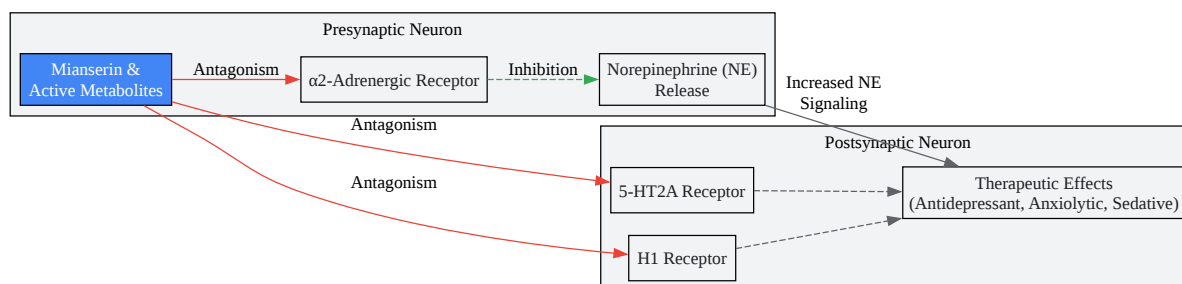 Presynaptic Neuron
Mianserin &
Active Metabolites
Antagonism
α2-Adrenergic Receptor
Inhibition
Norepinephrine (NE)
Release
Increased NE
Signaling
Antagonism
Postsynaptic Neuron
Antagonism
5-HT2A Receptor
Therapeutic Effects
(Antidepressant, Anxiolytic, Sedative)
H1 Receptor